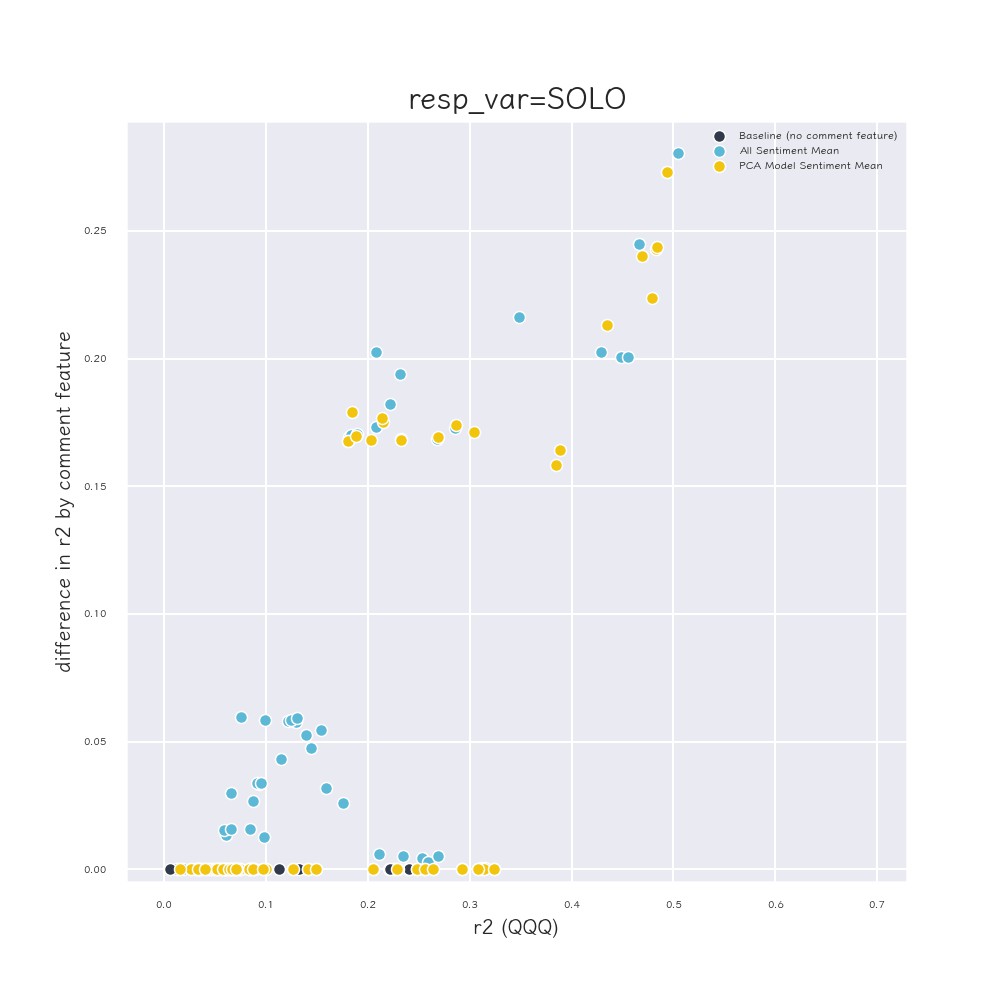 resp_var=SOLO
Baseline (no comment feature)
All Sentiment Mean
PCA Model Sentiment Mean
difference in r2 by comment feature
0.25
0.20
0.15
0.10
0.05
0.00
0.0 0.1 0.2 0.3 0.4 0.5 0.6 0.7
r2 (QQQ)